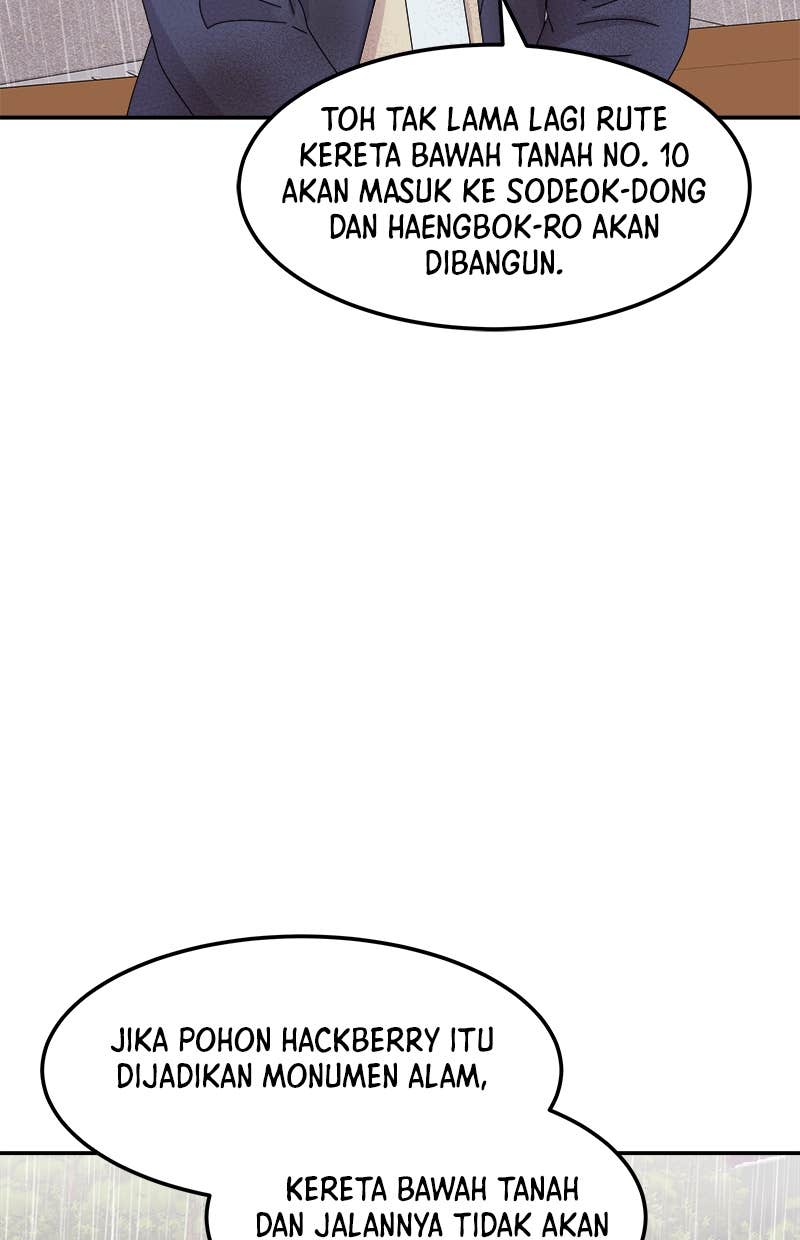 TOH TAK LAMA LAGI RUTE
KERETA BAWAH TANAH NO. 10
AKAN MASUK KE SODEOK-DONG
DAN HAENGBOK-RO AKAN
DIBANGUN.
JIKA POHON HACKBERRY ITU
DIJADIKAN MONUMEN ALAM,
KERETA BAWAH TANAH
DAN JALANNYA TIDAK AKAN